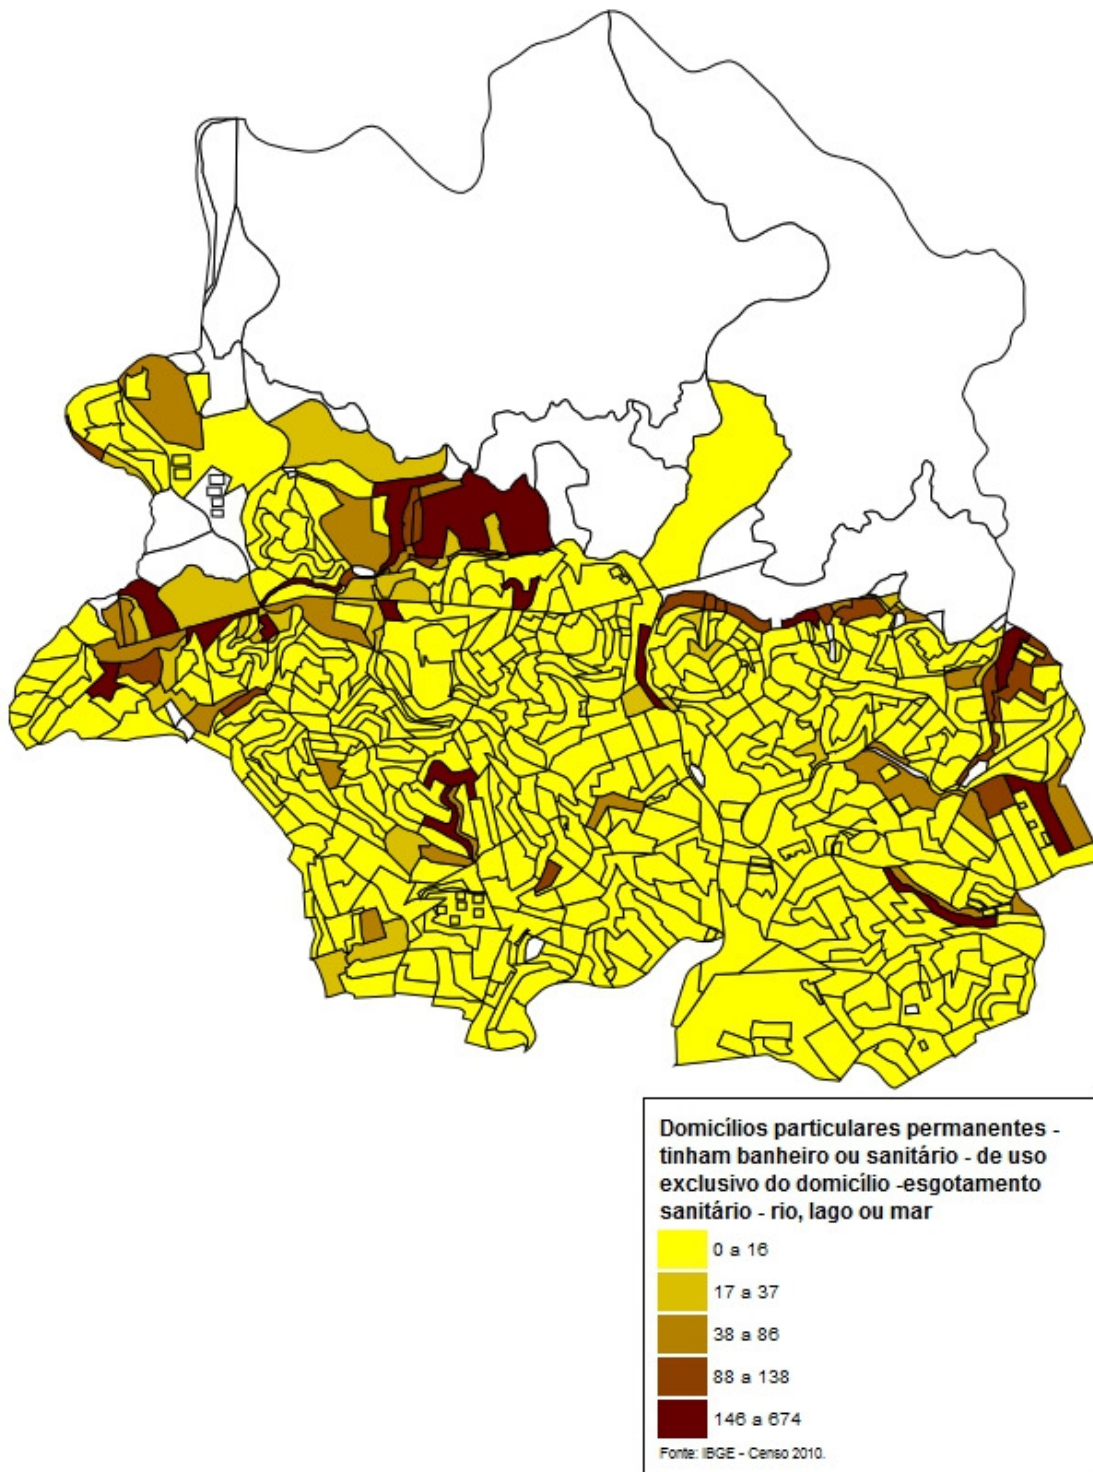 Domicílios particulares permanentes -
tinham banheiro ou sanitário - de uso
exclusivo do domicílio -esgotamento
sanitário - rio, lago ou mar
0 a 16
17 a 37
38 a 86
88 a 138
146 a 674
Fonte: IBGE - Censo 2010.